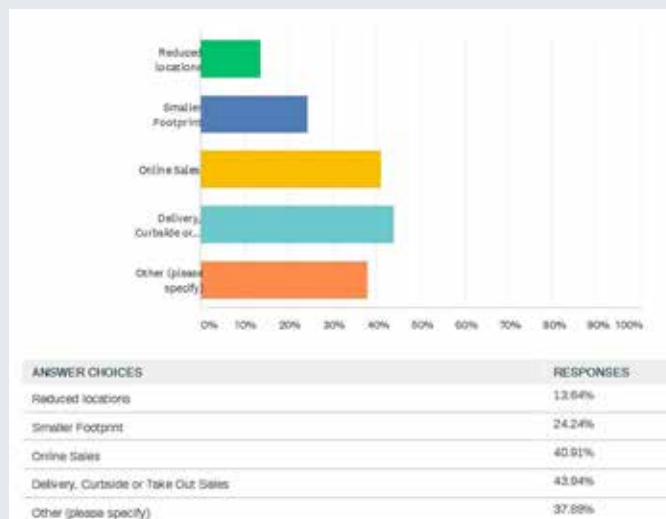 Reduced
locations
Smaller
Footprint
Online Sales
Delivery,
Curbside or...
Other (please
specify)
0% 10% 20% 30% 40% 50% 60% 70% 80% 90% 100%
ANSWER CHOICES RESPONSES
Reduced locations 13.64%
Smaller Footprint 24.24%
Online Sales 40.91%
Delivery, Curbside or Take Out Sales 43.94%
Other (please specify) 37.88%